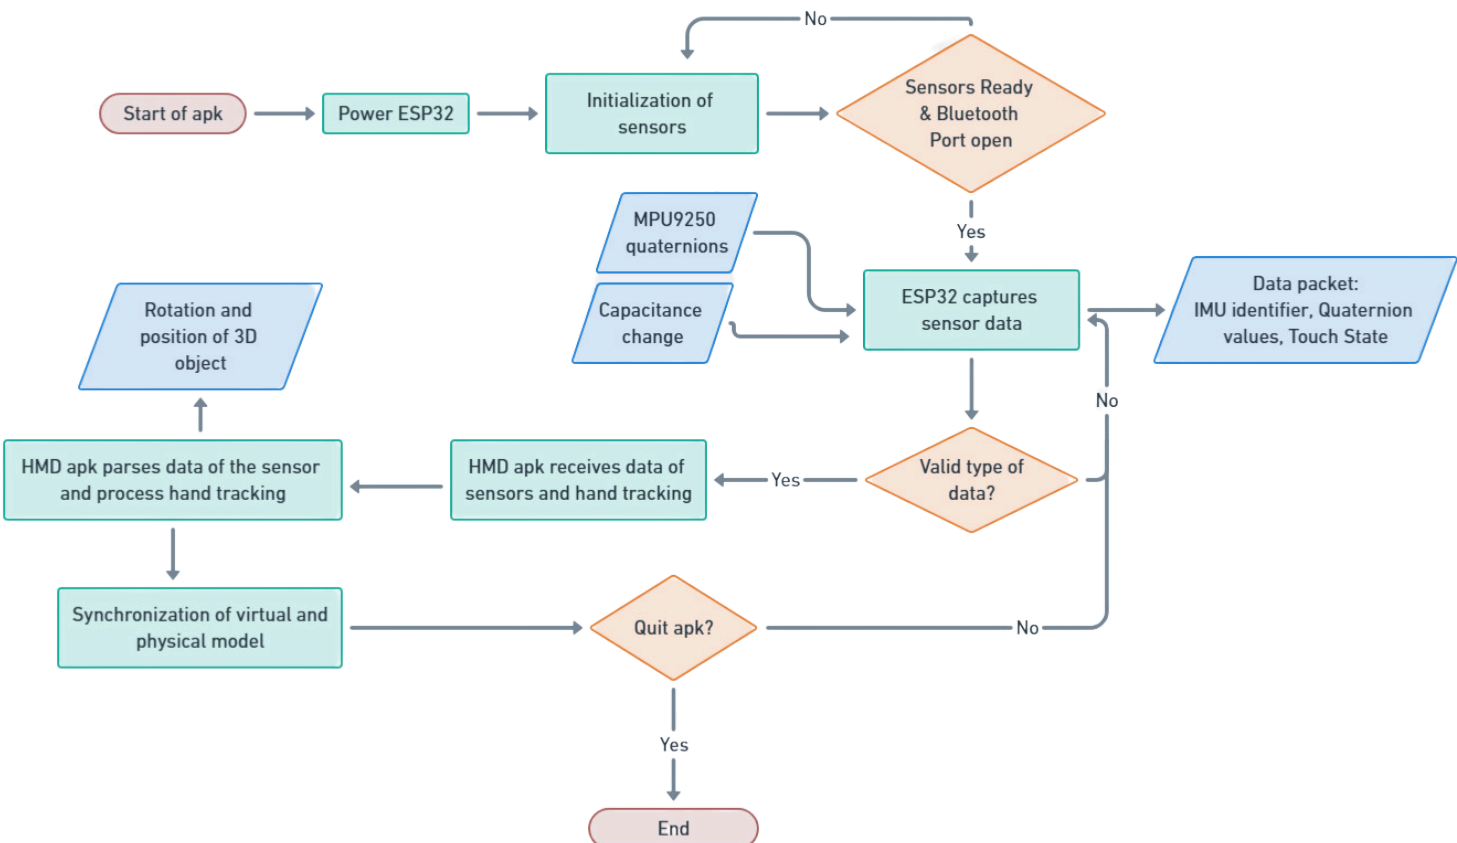 No
Start of apk
Power ESP32
Initialization of
sensors
Sensors Ready
& Bluetooth
Port open
Yes
MPU9250
quaternions
Capacitance
change
ESP32 captures
sensor data
Data packet:
IMU identifier, Quaternion
values, Touch State
Rotation and
position of 3D
object
No
HMD apk parses data of the sensor
and process hand tracking
HMD apk receives data of
sensors and hand tracking
Yes
Valid type of
data?
Synchronization of virtual and
physical model
Quit apk?
No
Yes
End